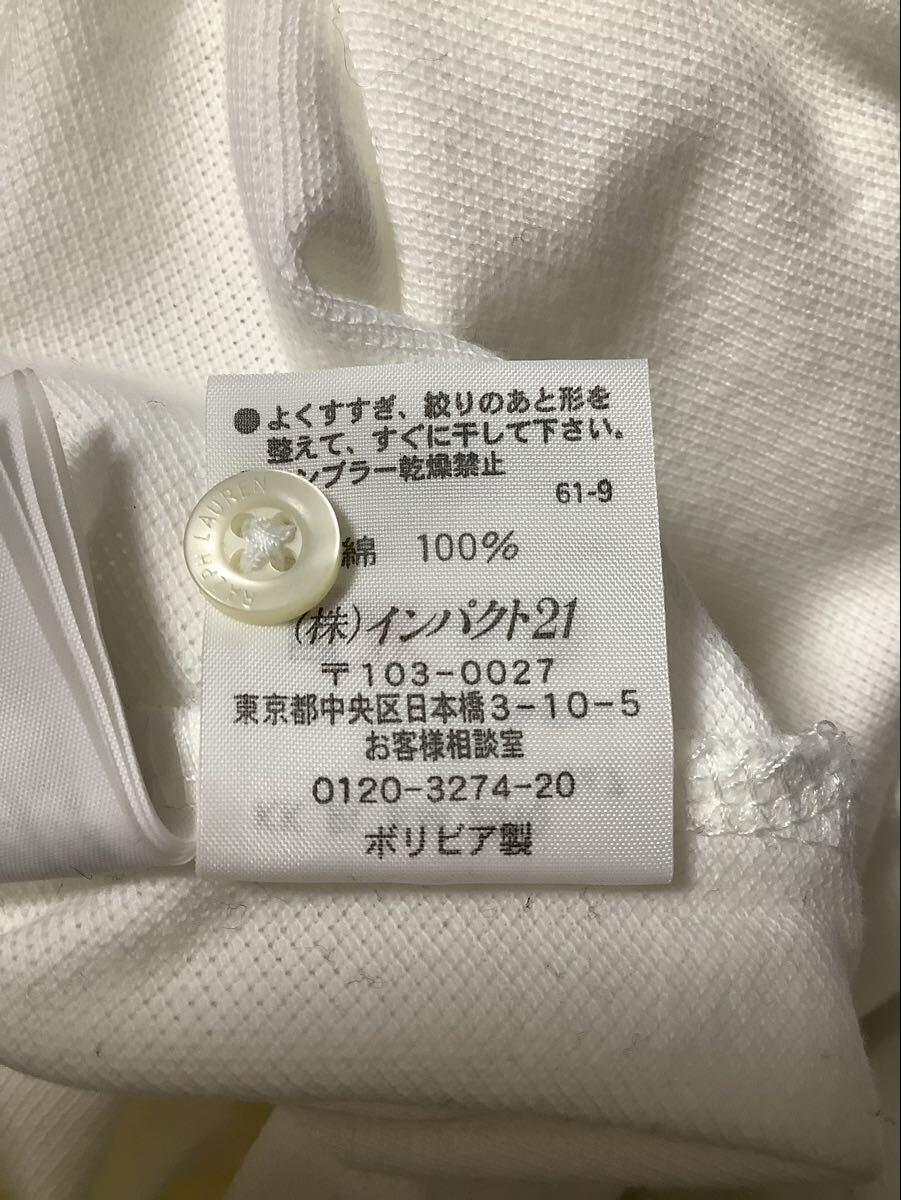 ●よくすすぎ、絞りのあと形を
整えて、すぐに干して下さい。
ンブラー乾燥禁止
61-9
綿 100%
(株)インパクト21
〒103-0027
東京都中央区日本橋3-10-5
お客様相談室
0120-3274-20
ボリビア製
RALPH LAUREN